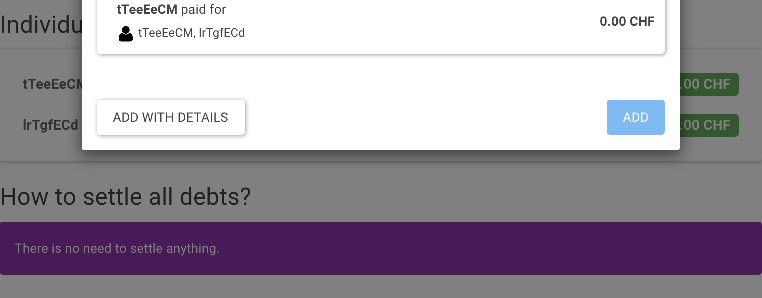 Individu
tTeeEeCM paid for
0.00 CHF
tTeeEeCM, lrTgfECd
tTeeEeCM
.00 CHF
ADD WITH DETAILS
ADD
lrTgfECd
.00 CHF
How to settle all debts?
There is no need to settle anything.